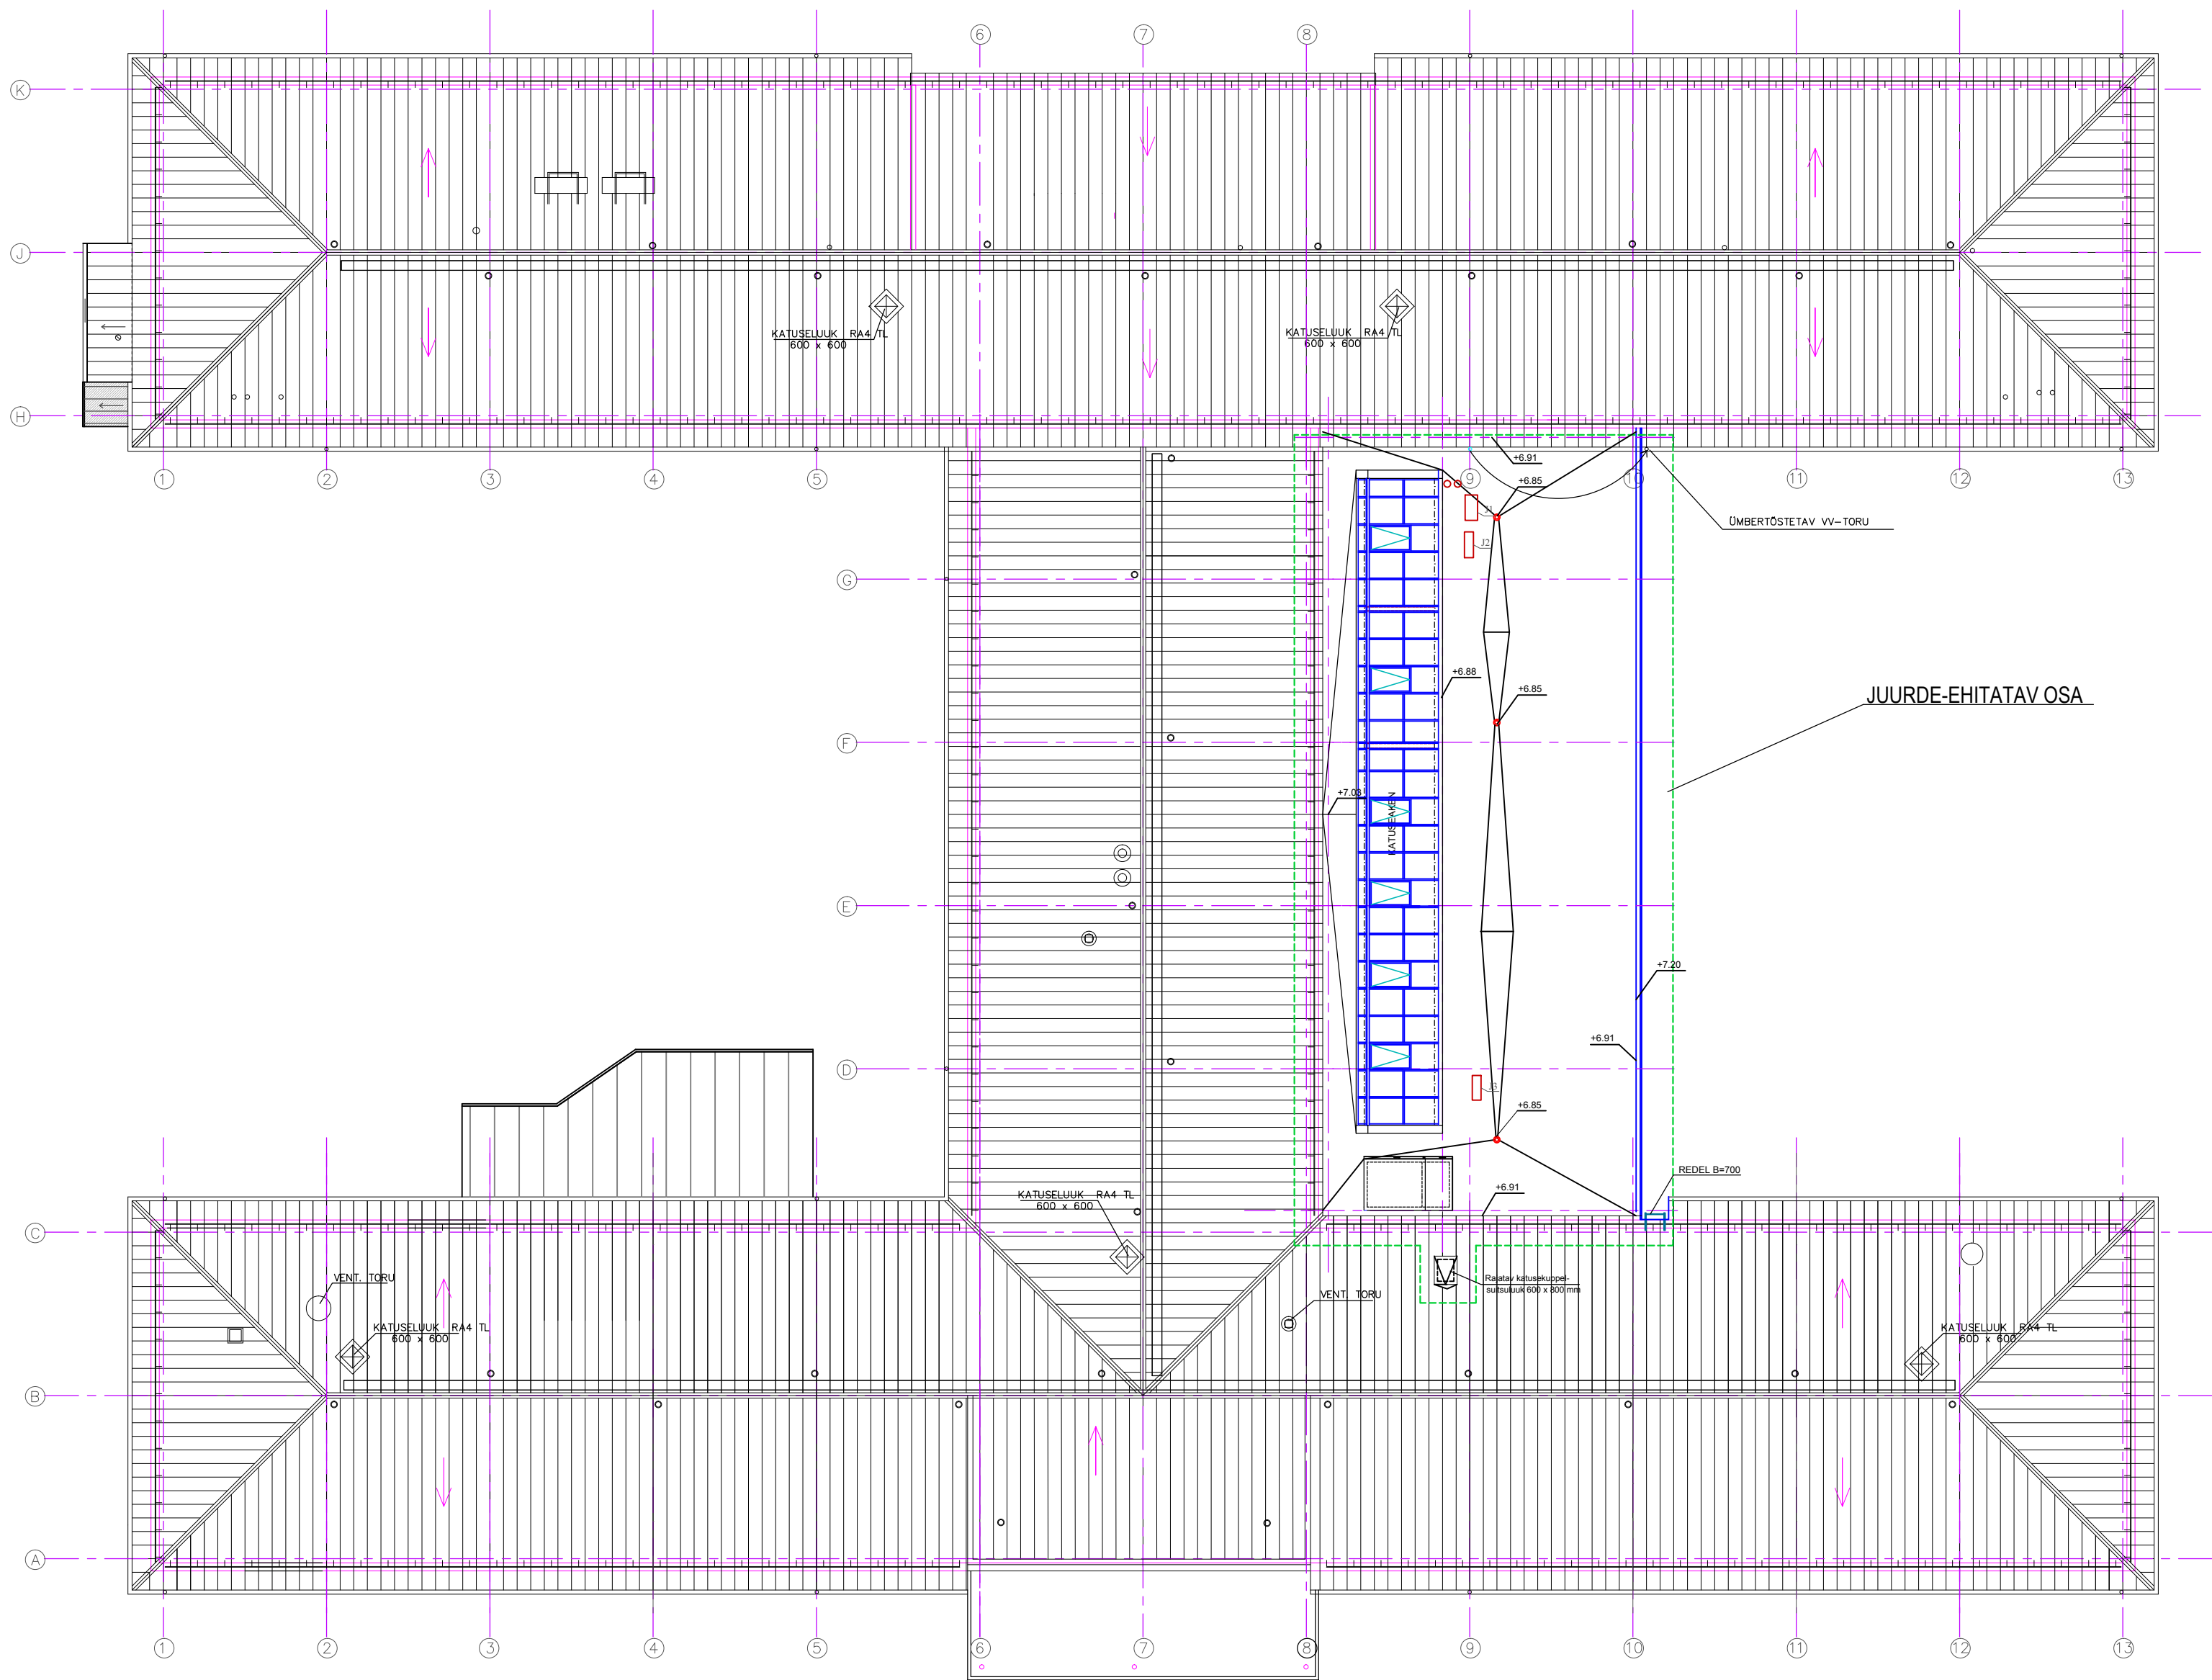 6
7
8
K
J
KATUSELUUK RA4 TL
600 x 600
KATUSELUUK RA4 TL
600 x 600
H
1
2
3
4
5
9
10
11
12
13
+6.91
+6.85
J1
J2
ÜMBERTÕSTETAV VV-TORU
G
+6.88
+6.85
JUURDE-EHITATAV OSA
F
+7.03
KATUSEAKEN
E
+7.20
+6.91
D
J3
+6.85
REDEL B=700
KATUSELUUK RA4 TL
600 x 600
+6.91
C
VENT. TORU
Rajatav katusekuppel-
suitsuluuk 600 x 800 mm
VENT. TORU
KATUSELUUK RA4 TL
600 x 600
KATUSELUUK RA4 TL
600 x 600
B
A
1
2
3
4
5
6
7
8
9
10
11
12
13